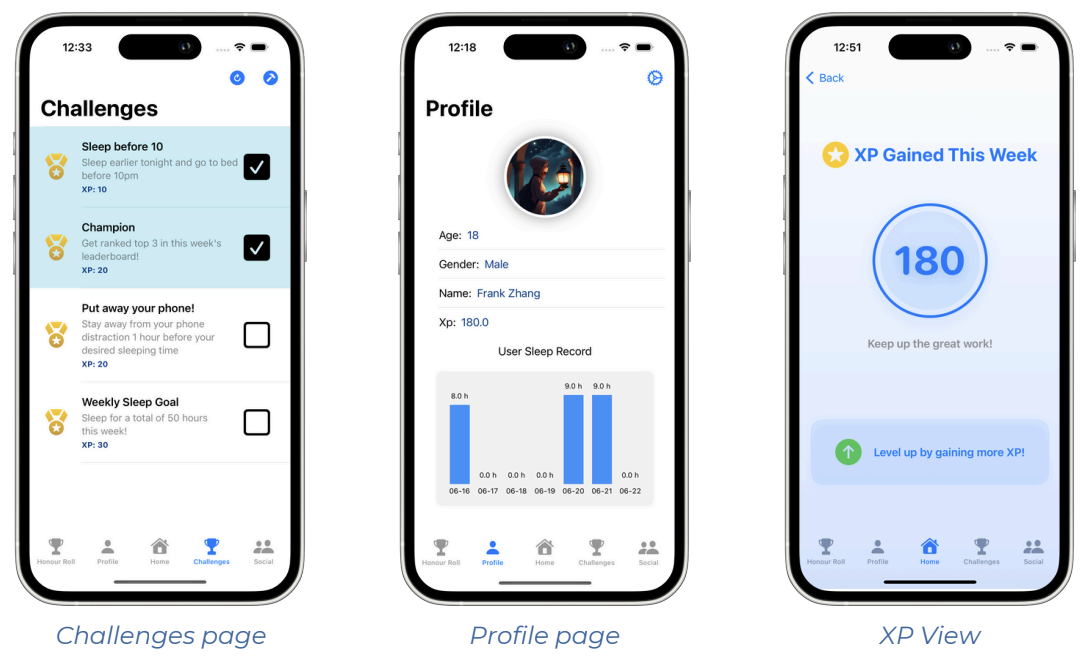 12:33
Challenges
Sleep before 10
Sleep earlier tonight and go to bed
before 10pm
XP: 10
Champion
Get ranked top 3 in this week's
leaderboard!
XP: 20
Put away your phone!
Stay away from your phone
distraction 1 hour before your
desired sleeping time
XP: 20
Weekly Sleep Goal
Sleep for a total of 50 hours
this week!
XP: 30
Honour Roll Profile Home Challenges Social
Challenges page
12:18
Profile
Age: 18
Gender: Male
Name: Frank Zhang
Xp: 180.0
User Sleep Record
8.0 h 0.0 h 0.0 h 0.0 h 9.0 h 9.0 h 0.0 h
06-16 06-17 06-18 06-19 06-20 06-21 06-22
Honour Roll Profile Home Challenges Social
Profile page
12:51
Back
XP Gained This Week
180
Keep up the great work!
Level up by gaining more XP!
Honour Roll Profile Home Challenges Social
XP View